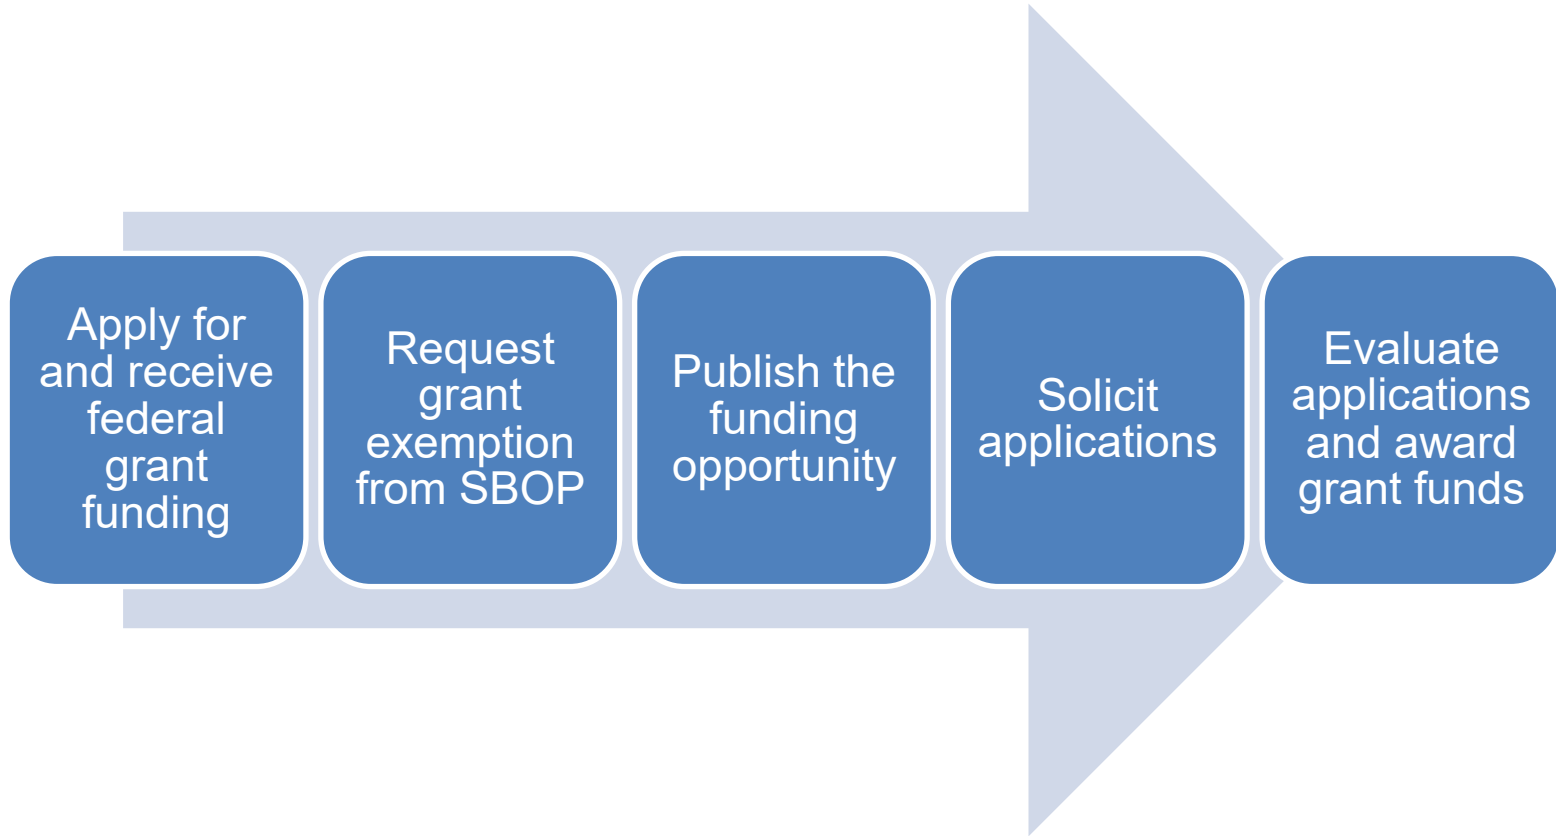 Apply for
and receive
federal
grant
funding
Request
grant
exemption
from SBOP
Publish the
funding
opportunity
Solicit
applications
Evaluate
applications
and award
grant funds